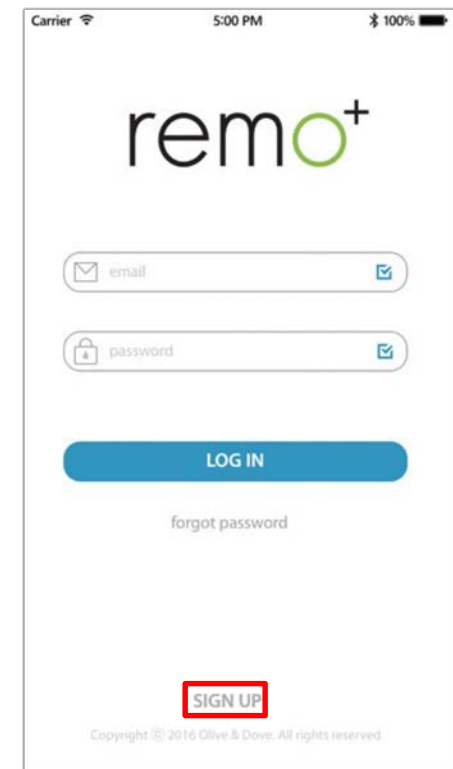 Carrier 5:00 PM 100%
remo+
email
password
LOG IN
forgot password
SIGN UP
Copyright ⓒ 2016 Olive & Dove. All rights reserved